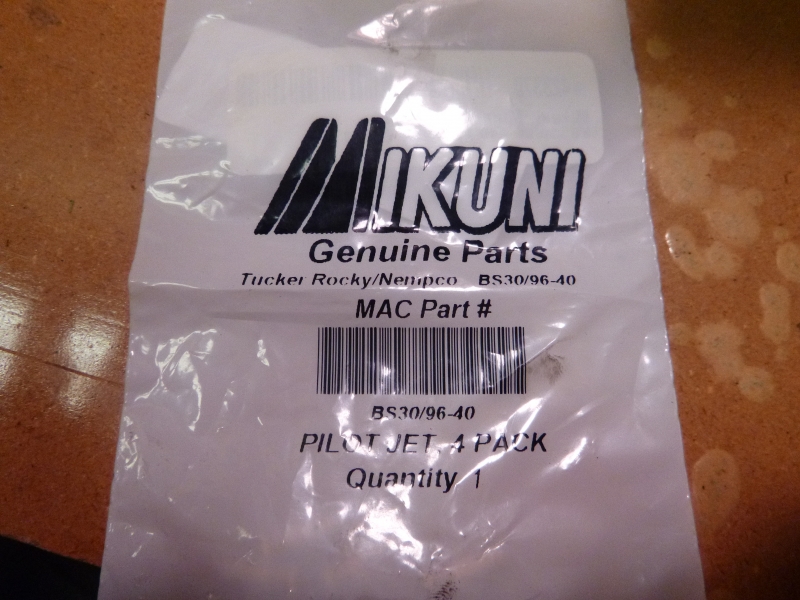 MIKUNI
Genuine Parts
Tucker Rocky/Nempco BS30/96-40
MAC Part #
BS30/96-40
PILOT JET, 4 PACK
Quantity 1